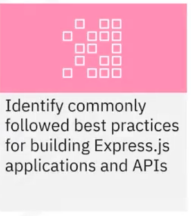 Identify commonly
followed best practices
for building Express.js
applications and APIs